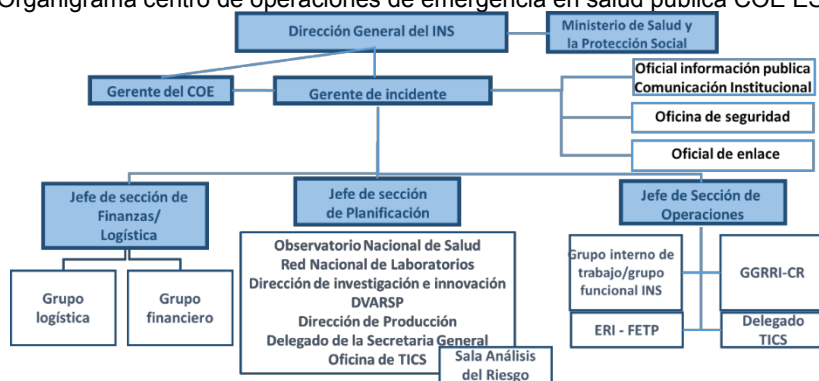 Organigrama centro de operaciones de emergencia en salud pública COE ES
Dirección General del INS
Ministerio de Salud y
la Protección Social
Gerente del COE
Gerente de incidente
Oficial información publica
Comunicación Institucional
Oficina de seguridad
Oficial de enlace
Jefe de sección de
Finanzas/
Logística
Jefe de sección
de Planificación
Jefe de Sección de
Operaciones
Grupo
logística
Grupo
financiero
Observatorio Nacional de Salud
Red Nacional de Laboratorios
Dirección de investigación e innovación
DVARSP
Dirección de Producción
Delegado de la Secretaria General
Oficina de TICS
Sala Análisis
del Riesgo
Grupo interno de
trabajo/grupo
funcional INS
GGRRI-CR
ERI - FETP
Delegado
TICS